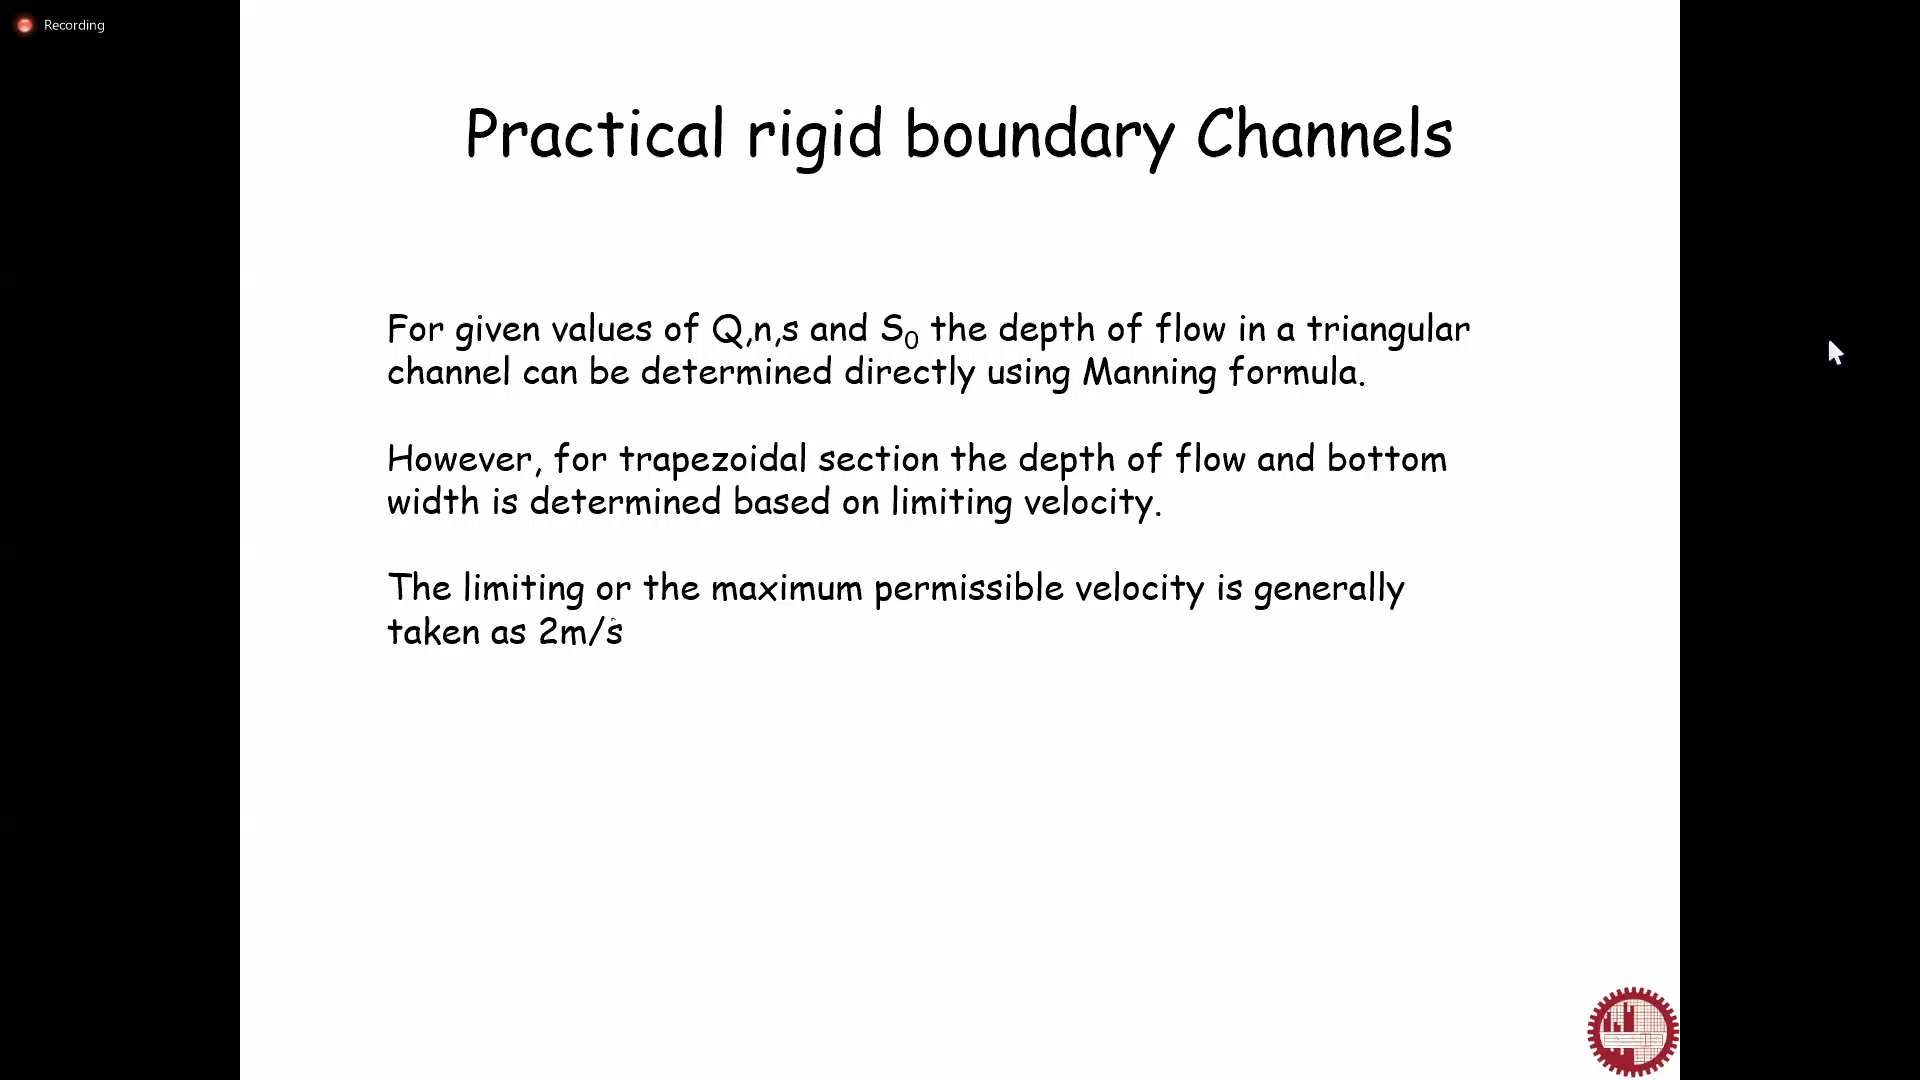 Recording
Practical rigid boundary Channels
For given values of Q,n,s and S₀ the depth of flow in a triangular
channel can be determined directly using Manning formula.
However, for trapezoidal section the depth of flow and bottom
width is determined based on limiting velocity.
The limiting or the maximum permissible velocity is generally
taken as 2m/s